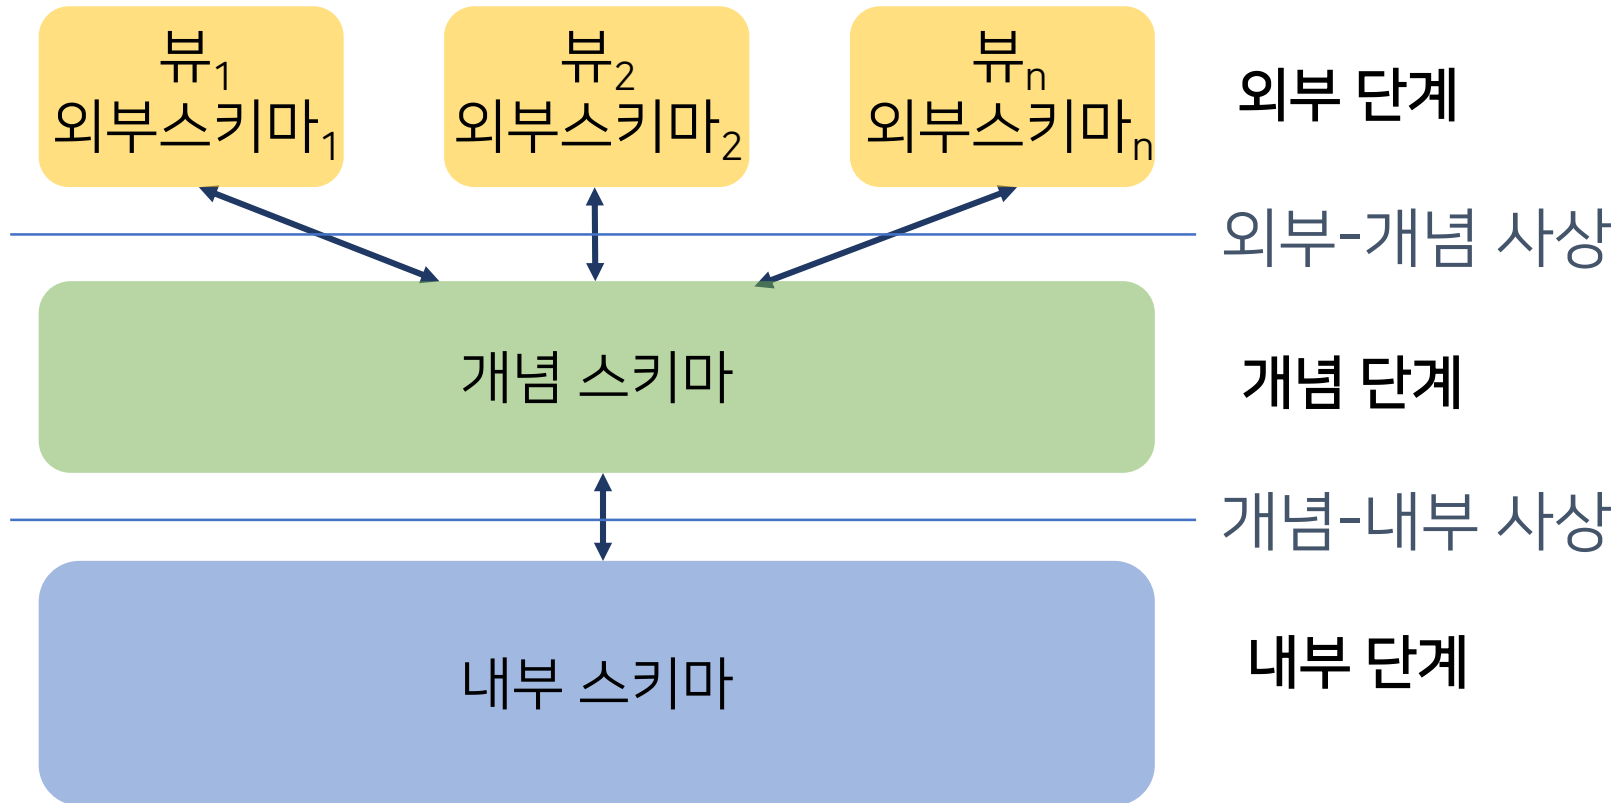 뷰1
외부스키마1
뷰2
외부스키마2
뷰n
외부스키마n
외부 단계
외부-개념 사상
개념 스키마
개념 단계
개념-내부 사상
내부 스키마
내부 단계